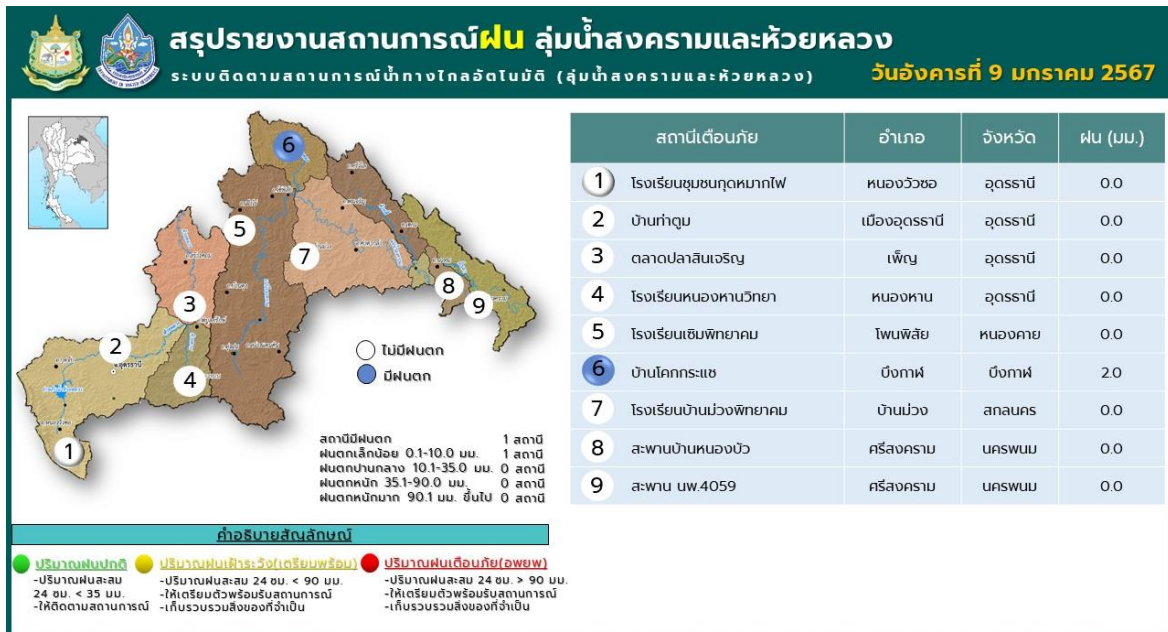 สรุปรายงานสถานการณ์ฝน ลุ่มน้ำสงครามและห้วยหลวง
ระบบติดตามสถานการณ์น้ำทางไกลอัตโนมัติ (ลุ่มน้ำสงครามและห้วยหลวง)
วันอังคารที่ 9 มกราคม 2567
6
5
7
8
9
3
2
อุดรธานี
4
1
ไม่มีฝนตก
มีฝนตก
สถานีมีฝนตก 1 สถานี
ฝนตกเล็กน้อย 0.1-10.0 มม. 1 สถานี
ฝนตกปานกลาง 10.1-35.0 มม. 0 สถานี
ฝนตกหนัก 35.1-90.0 มม. 0 สถานี
ฝนตกหนักมาก 90.1 มม. ขึ้นไป 0 สถานี
สถานีเตือนภัย อำเภอ จังหวัด ฝน (มม.)
1 โรงเรียนชุมชนกุดหมากไฟ หนองวัวซอ อุดรธานี 0.0
2 บ้านท่าตูม เมืองอุดรธานี อุดรธานี 0.0
3 ตลาดปลาสินเจริญ เพ็ญ อุดรธานี 0.0
4 โรงเรียนหนองหานวิทยา หนองหาน อุดรธานี 0.0
5 โรงเรียนเซิมพิทยาคม โพนพิสัย หนองคาย 0.0
6 บ้านโคกกระแซ บึงกาฬ บึงกาฬ 2.0
7 โรงเรียนบ้านม่วงพิทยาคม บ้านม่วง สกลนคร 0.0
8 สะพานบ้านหนองบัว ศรีสงคราม นครพนม 0.0
9 สะพาน นพ.4059 ศรีสงคราม นครพนม 0.0
คำอธิบายสัญลักษณ์
ปริมาณฝนปกติ
-ปริมาณฝนสะสม
24 ชม. < 35 มม.
-ให้ติดตามสถานการณ์
ปริมาณฝนเฝ้าระวัง(เตรียมพร้อม)
-ปริมาณฝนสะสม 24 ชม. < 90 มม.
-ให้เตรียมตัวพร้อมรับสถานการณ์
-เก็บรวบรวมสิ่งของที่จำเป็น
ปริมาณฝนเตือนภัย(อพยพ)
-ปริมาณฝนสะสม 24 ชม. > 90 มม.
-ให้เตรียมตัวพร้อมรับสถานการณ์
-เก็บรวบรวมสิ่งของที่จำเป็น